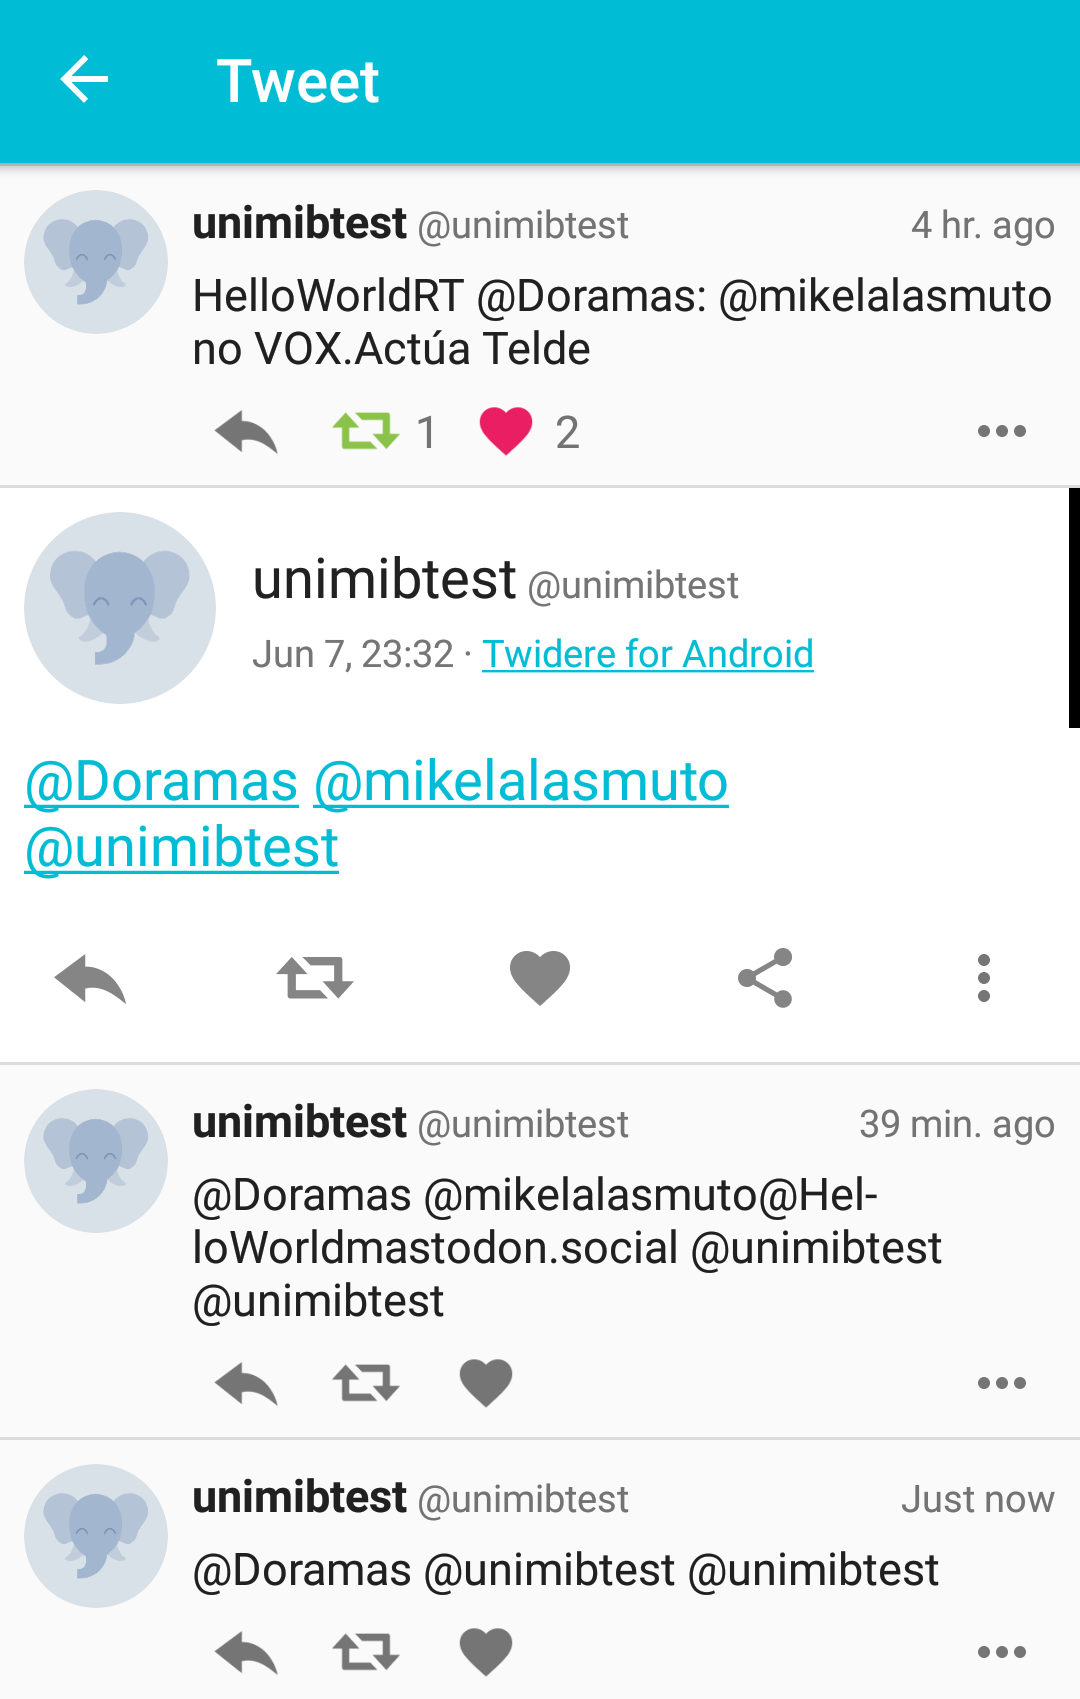 Tweet
unimibtest @unimibtest 4 hr. ago
HelloWorldRT @Doramas: @mikelalasmuto
no VOX.Actúa Telde
1 2
unimibtest @unimibtest
Jun 7, 23:32 · Twidere for Android
@Doramas @mikelalasmuto
@unimibtest
unimibtest @unimibtest 39 min. ago
@Doramas @mikelalasmuto@Hel-
loWorldmastodon.social @unimibtest
@unimibtest
unimibtest @unimibtest Just now
@Doramas @unimibtest @unimibtest